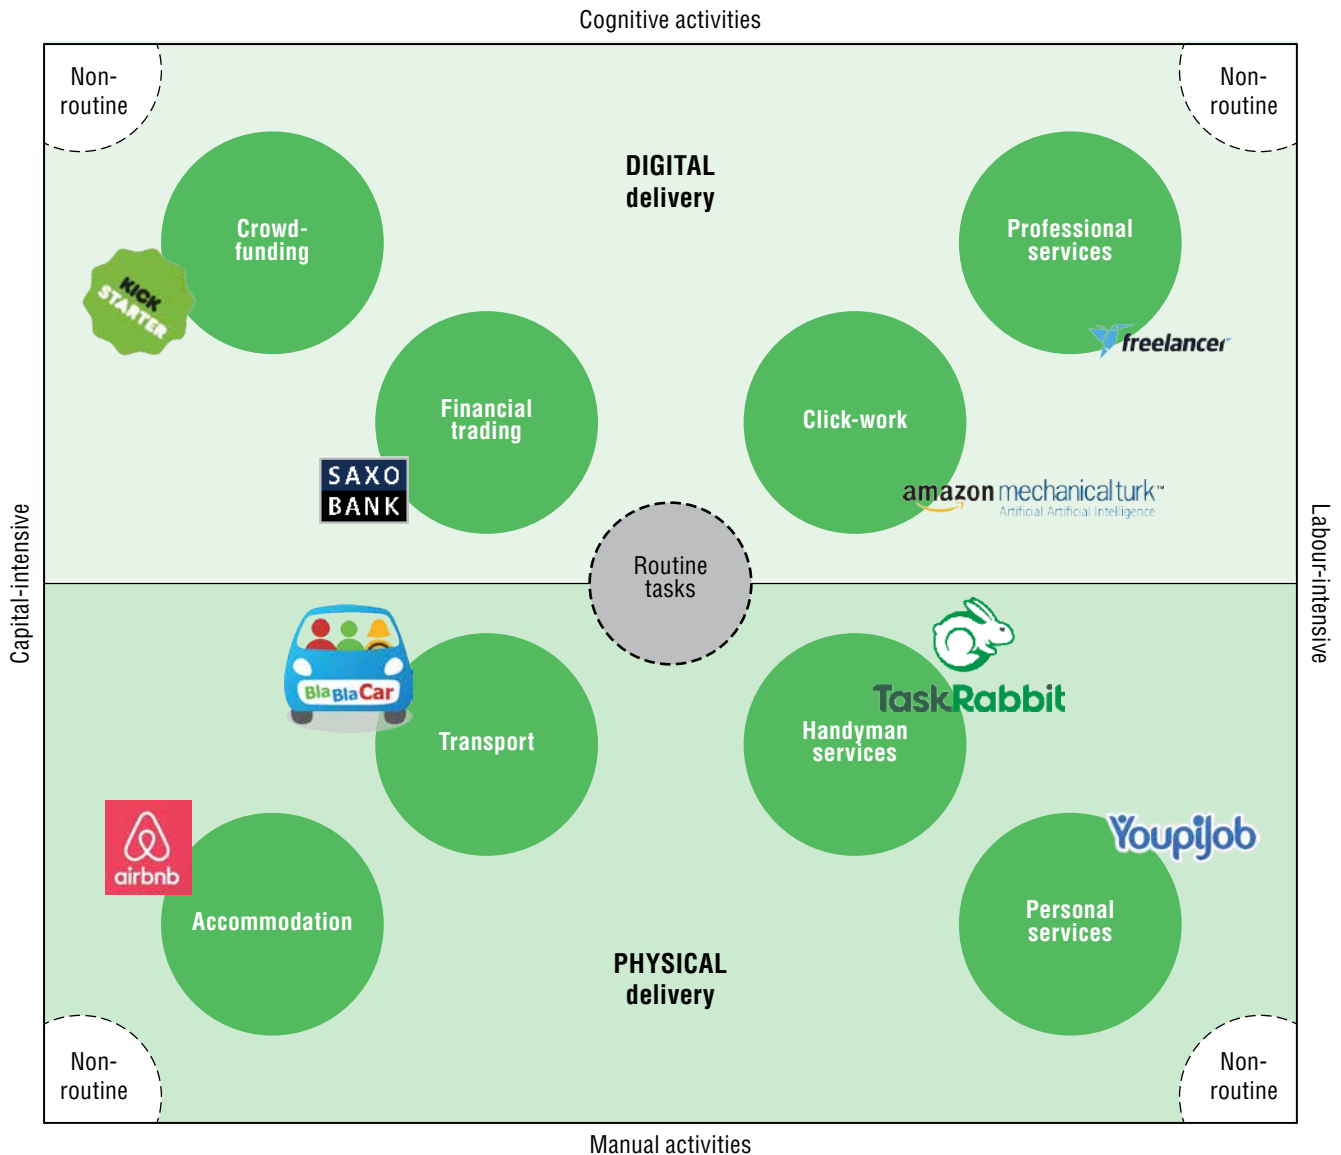 Cognitive activities
Non-
routine
Non-
routine
DIGITAL
delivery
Crowd-
funding
Professional
services
KICK
STARTER
freelancer
Financial
trading
Click-work
SAXO
BANK
amazon mechanical turk™
Artificial Artificial Intelligence
Capital-intensive
Labour-intensive
Routine
tasks
BlaBlaCar
TaskRabbit
Transport
Handyman
services
airbnb
YoupiJob
Accommodation
Personal
services
PHYSICAL
delivery
Non-
routine
Non-
routine
Manual activities